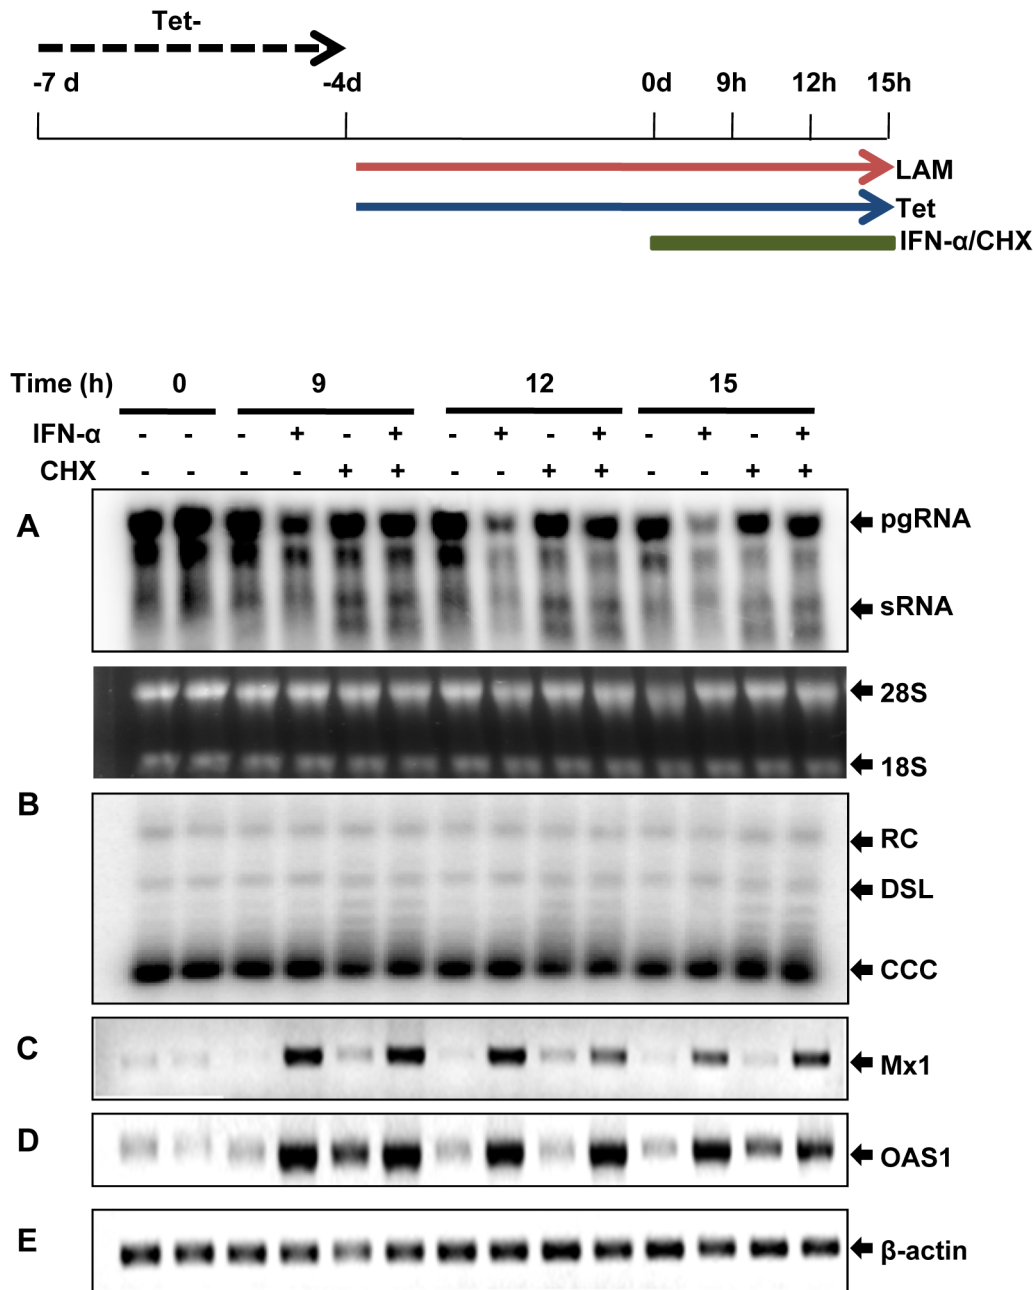 Tet-
-7 d -4d 0d 9h 12h 15h
LAM
Tet
IFN-α/CHX
Time (h) 0 9 12 15
IFN-α - - - + - + - + - + - + - +
CHX - - - - + + - - + + - - + +
A
pgRNA
sRNA
28S
18S
B
RC
DSL
CCC
C
Mx1
D
OAS1
E
β-actin